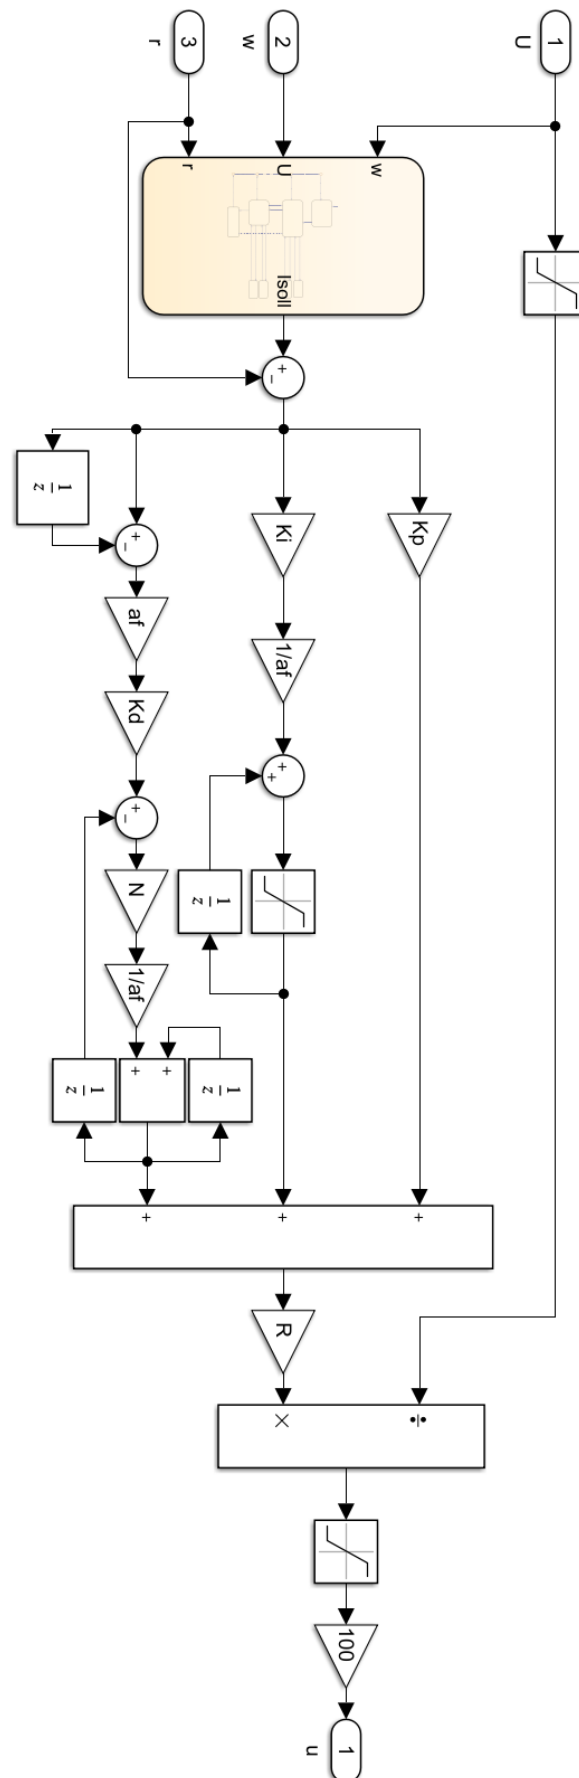 1
U
2
w
3
r
w
U
r
Isoll
+
−
Kp
Ki
1/af
+
+
1
z
1
z
+
−
af
Kd
+
−
N
1/af
+
+
1
z
1
z
+
+
+
R
÷
×
100
1
u